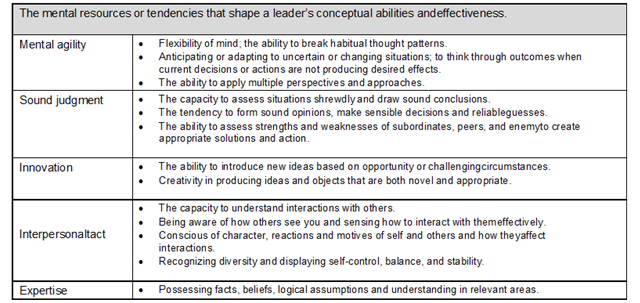 The mental resources or tendencies that shape a leader's conceptual abilities andeffectiveness.
Mental agility
• Flexibility of mind; the ability to break habitual thought patterns.
• Anticipating or adapting to uncertain or changing situations; to think through outcomes when
current decisions or actions are not producing desired effects.
• The ability to apply multiple perspectives and approaches.
Sound judgment
• The capacity to assess situations shrewdly and draw sound conclusions.
• The tendency to form sound opinions, make sensible decisions and reliableguesses.
• The ability to assess strengths and weaknesses of subordinates, peers, and enemyto create
appropriate solutions and action.
Innovation
• The ability to introduce new ideas based on opportunity or challengingcircumstances.
• Creativity in producing ideas and objects that are both novel and appropriate.
Interpersonaltact
• The capacity to understand interactions with others.
• Being aware of how others see you and sensing how to interact with themeffectively.
• Conscious of character, reactions and motives of self and others and how theyaffect
interactions.
• Recognizing diversity and displaying self-control, balance, and stability.
Expertise
• Possessing facts, beliefs, logical assumptions and understanding in relevant areas.